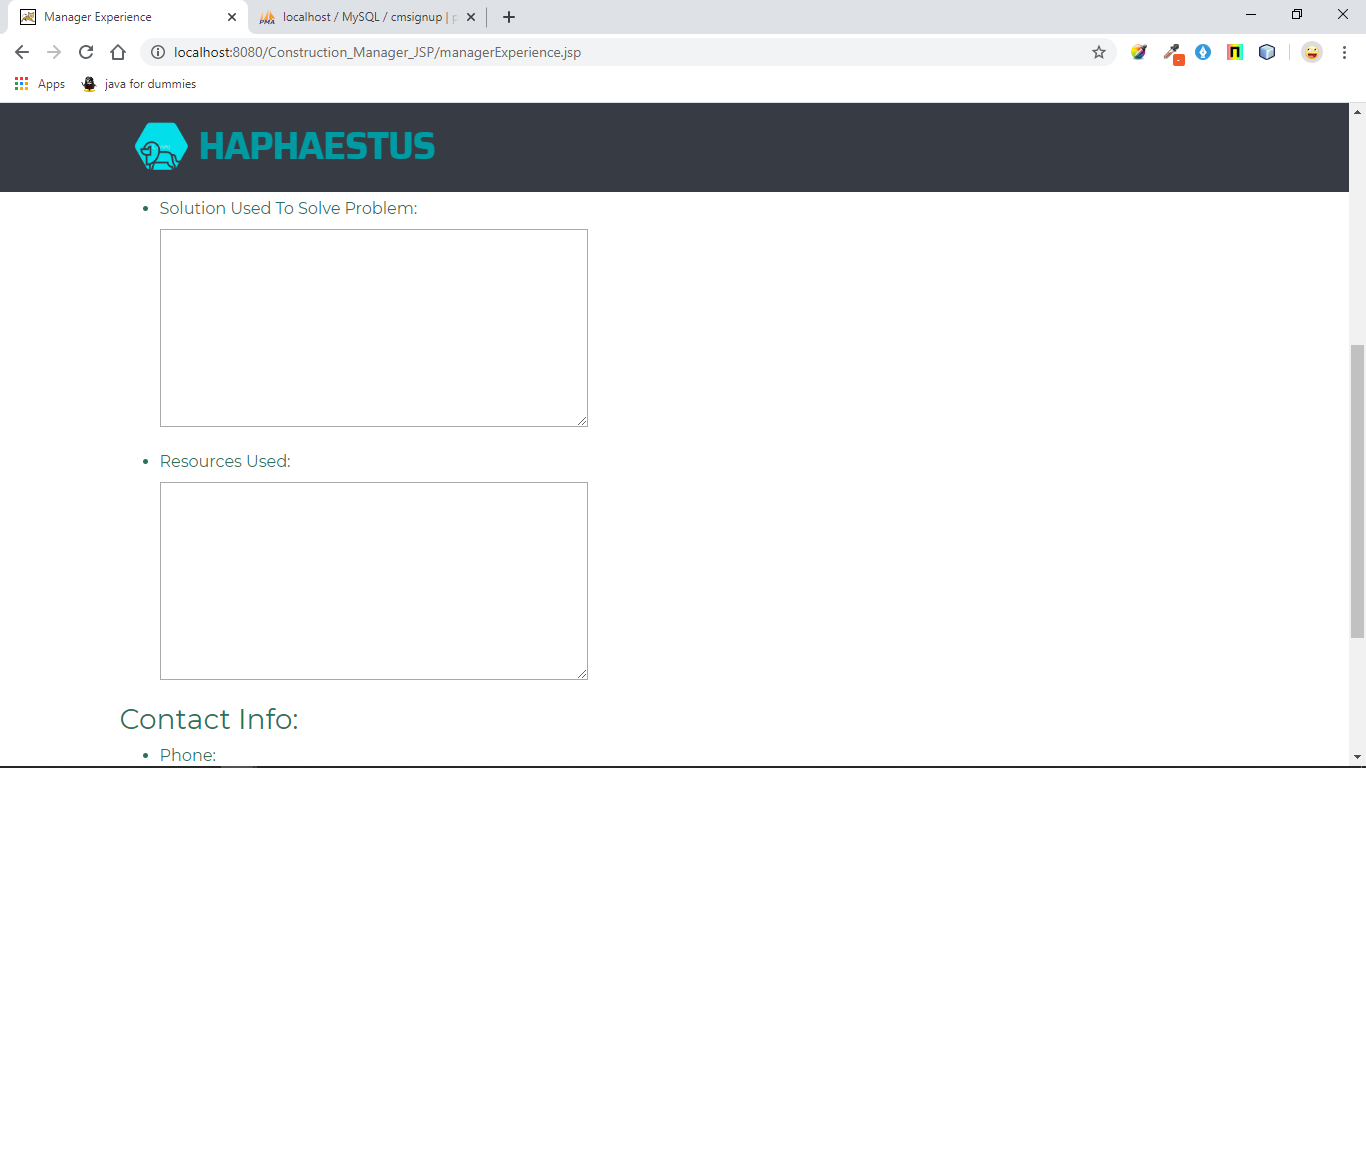 Manager Experience
localhost / MySQL / cmsignup |
localhost:8080/Construction_Manager_JSP/managerExperience.jsp
Apps
java for dummies
HAPHAESTUS
Solution Used To Solve Problem:
Resources Used:
Contact Info:
Phone: